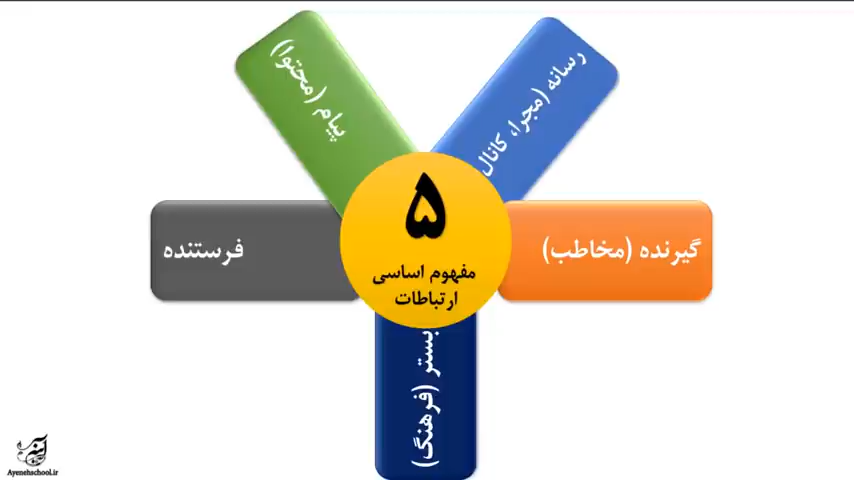 پیام (محتوا)
رسانه (مجرا، کانال
۵
مفهوم اساسی
ارتباطات
گیرنده (مخاطب)
فرستنده
بستر (فرهنگ)
Ayenehschool.ir